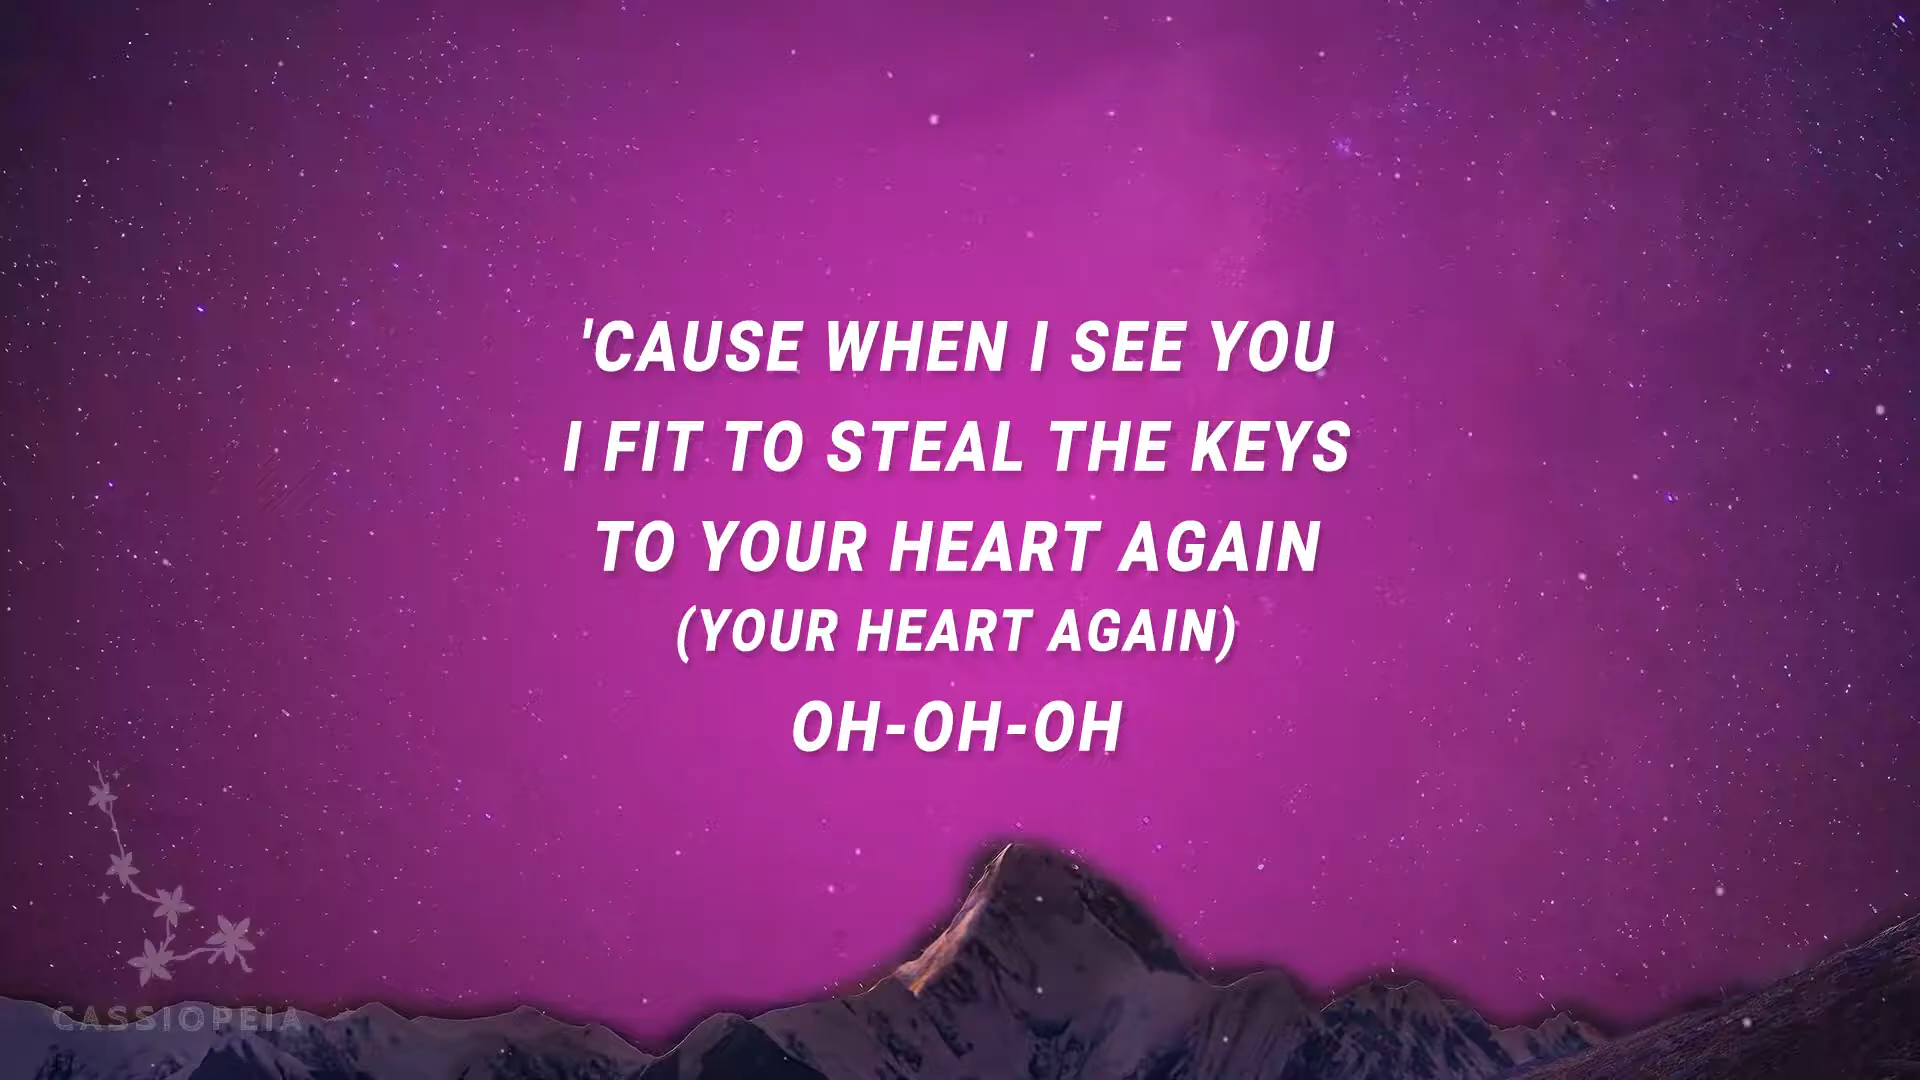 'CAUSE WHEN I SEE YOU
I FIT TO STEAL THE KEYS
TO YOUR HEART AGAIN
(YOUR HEART AGAIN)
OH-OH-OH
CASSIOPEIA